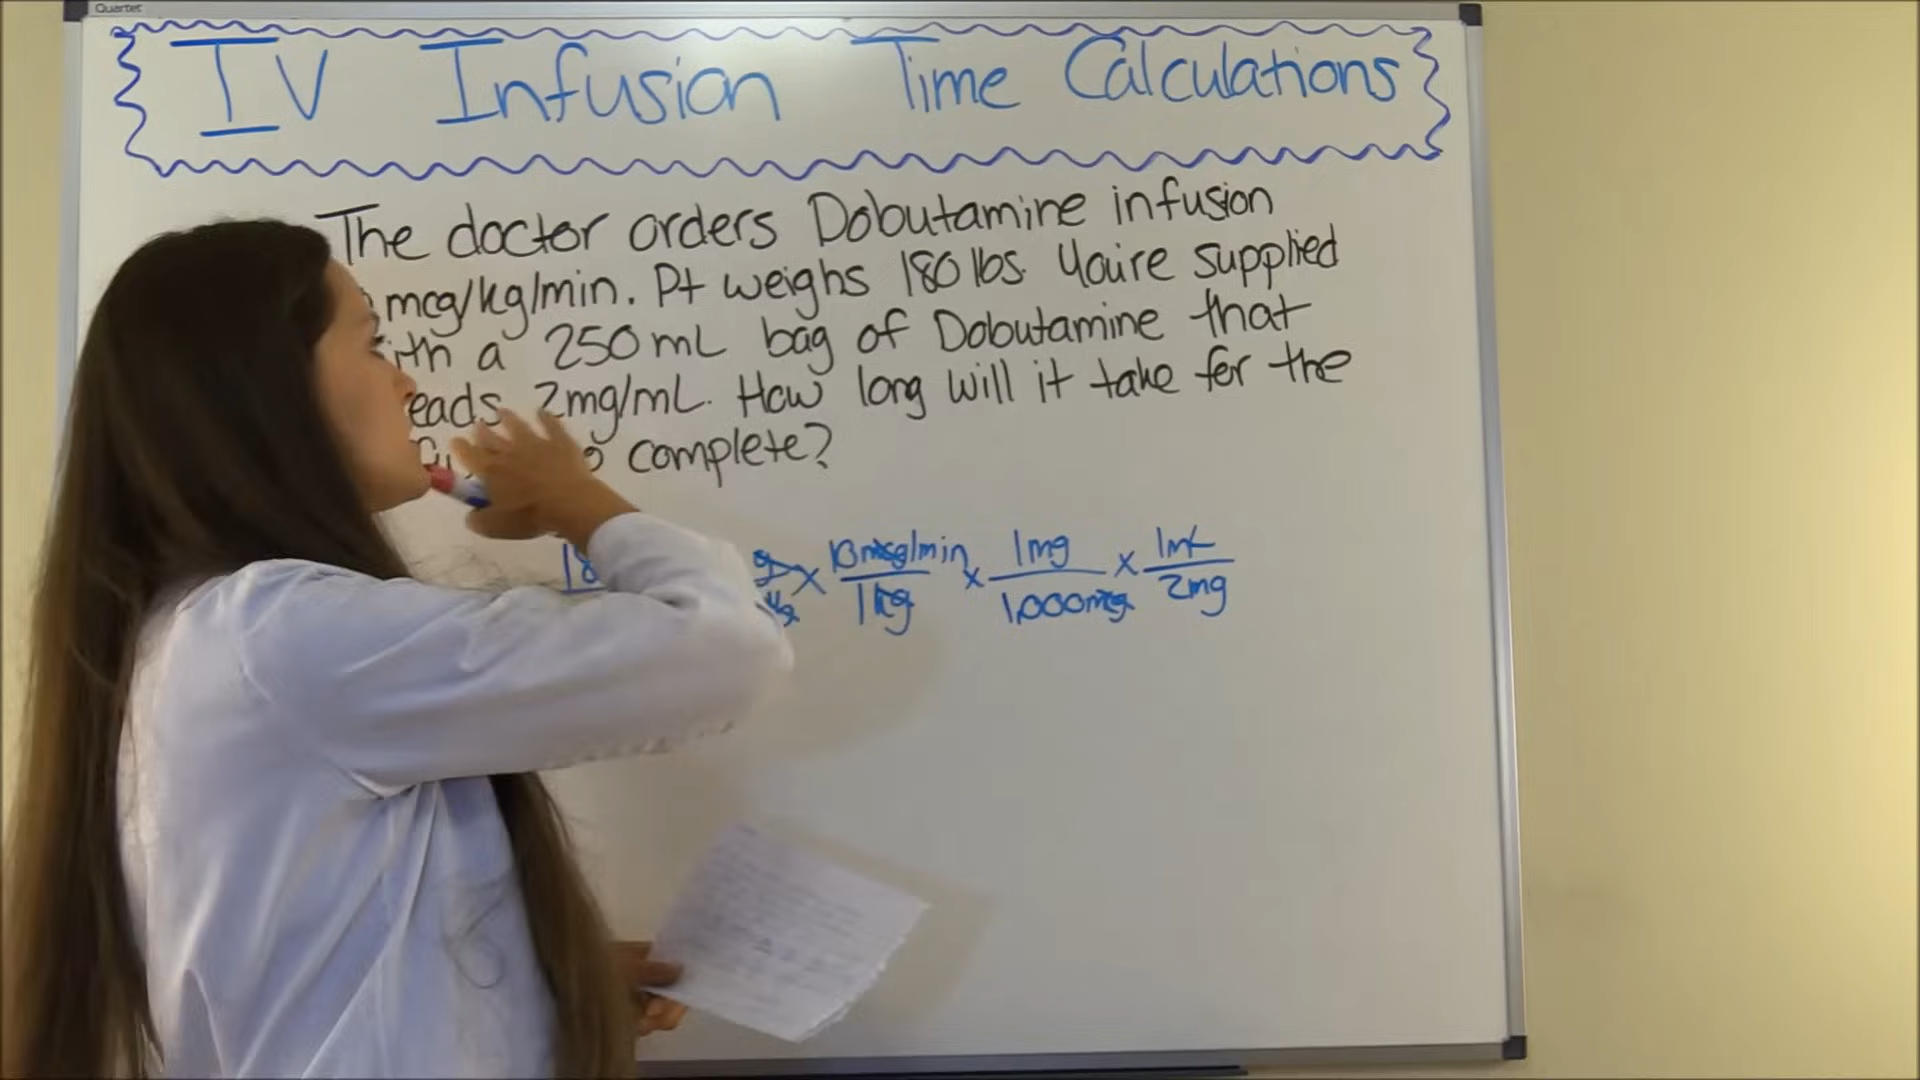 Quartet
IV Infusion Time Calculations
The doctor orders Dobutamine infusion
mcg/kg/min. Pt weighs 180 lbs. You're supplied
a 250 mL bag of Dobutamine that
2mg/mL. How long will it take for the
complete?
x 1mg x 1mL
1kg 1,000mcg 2mg